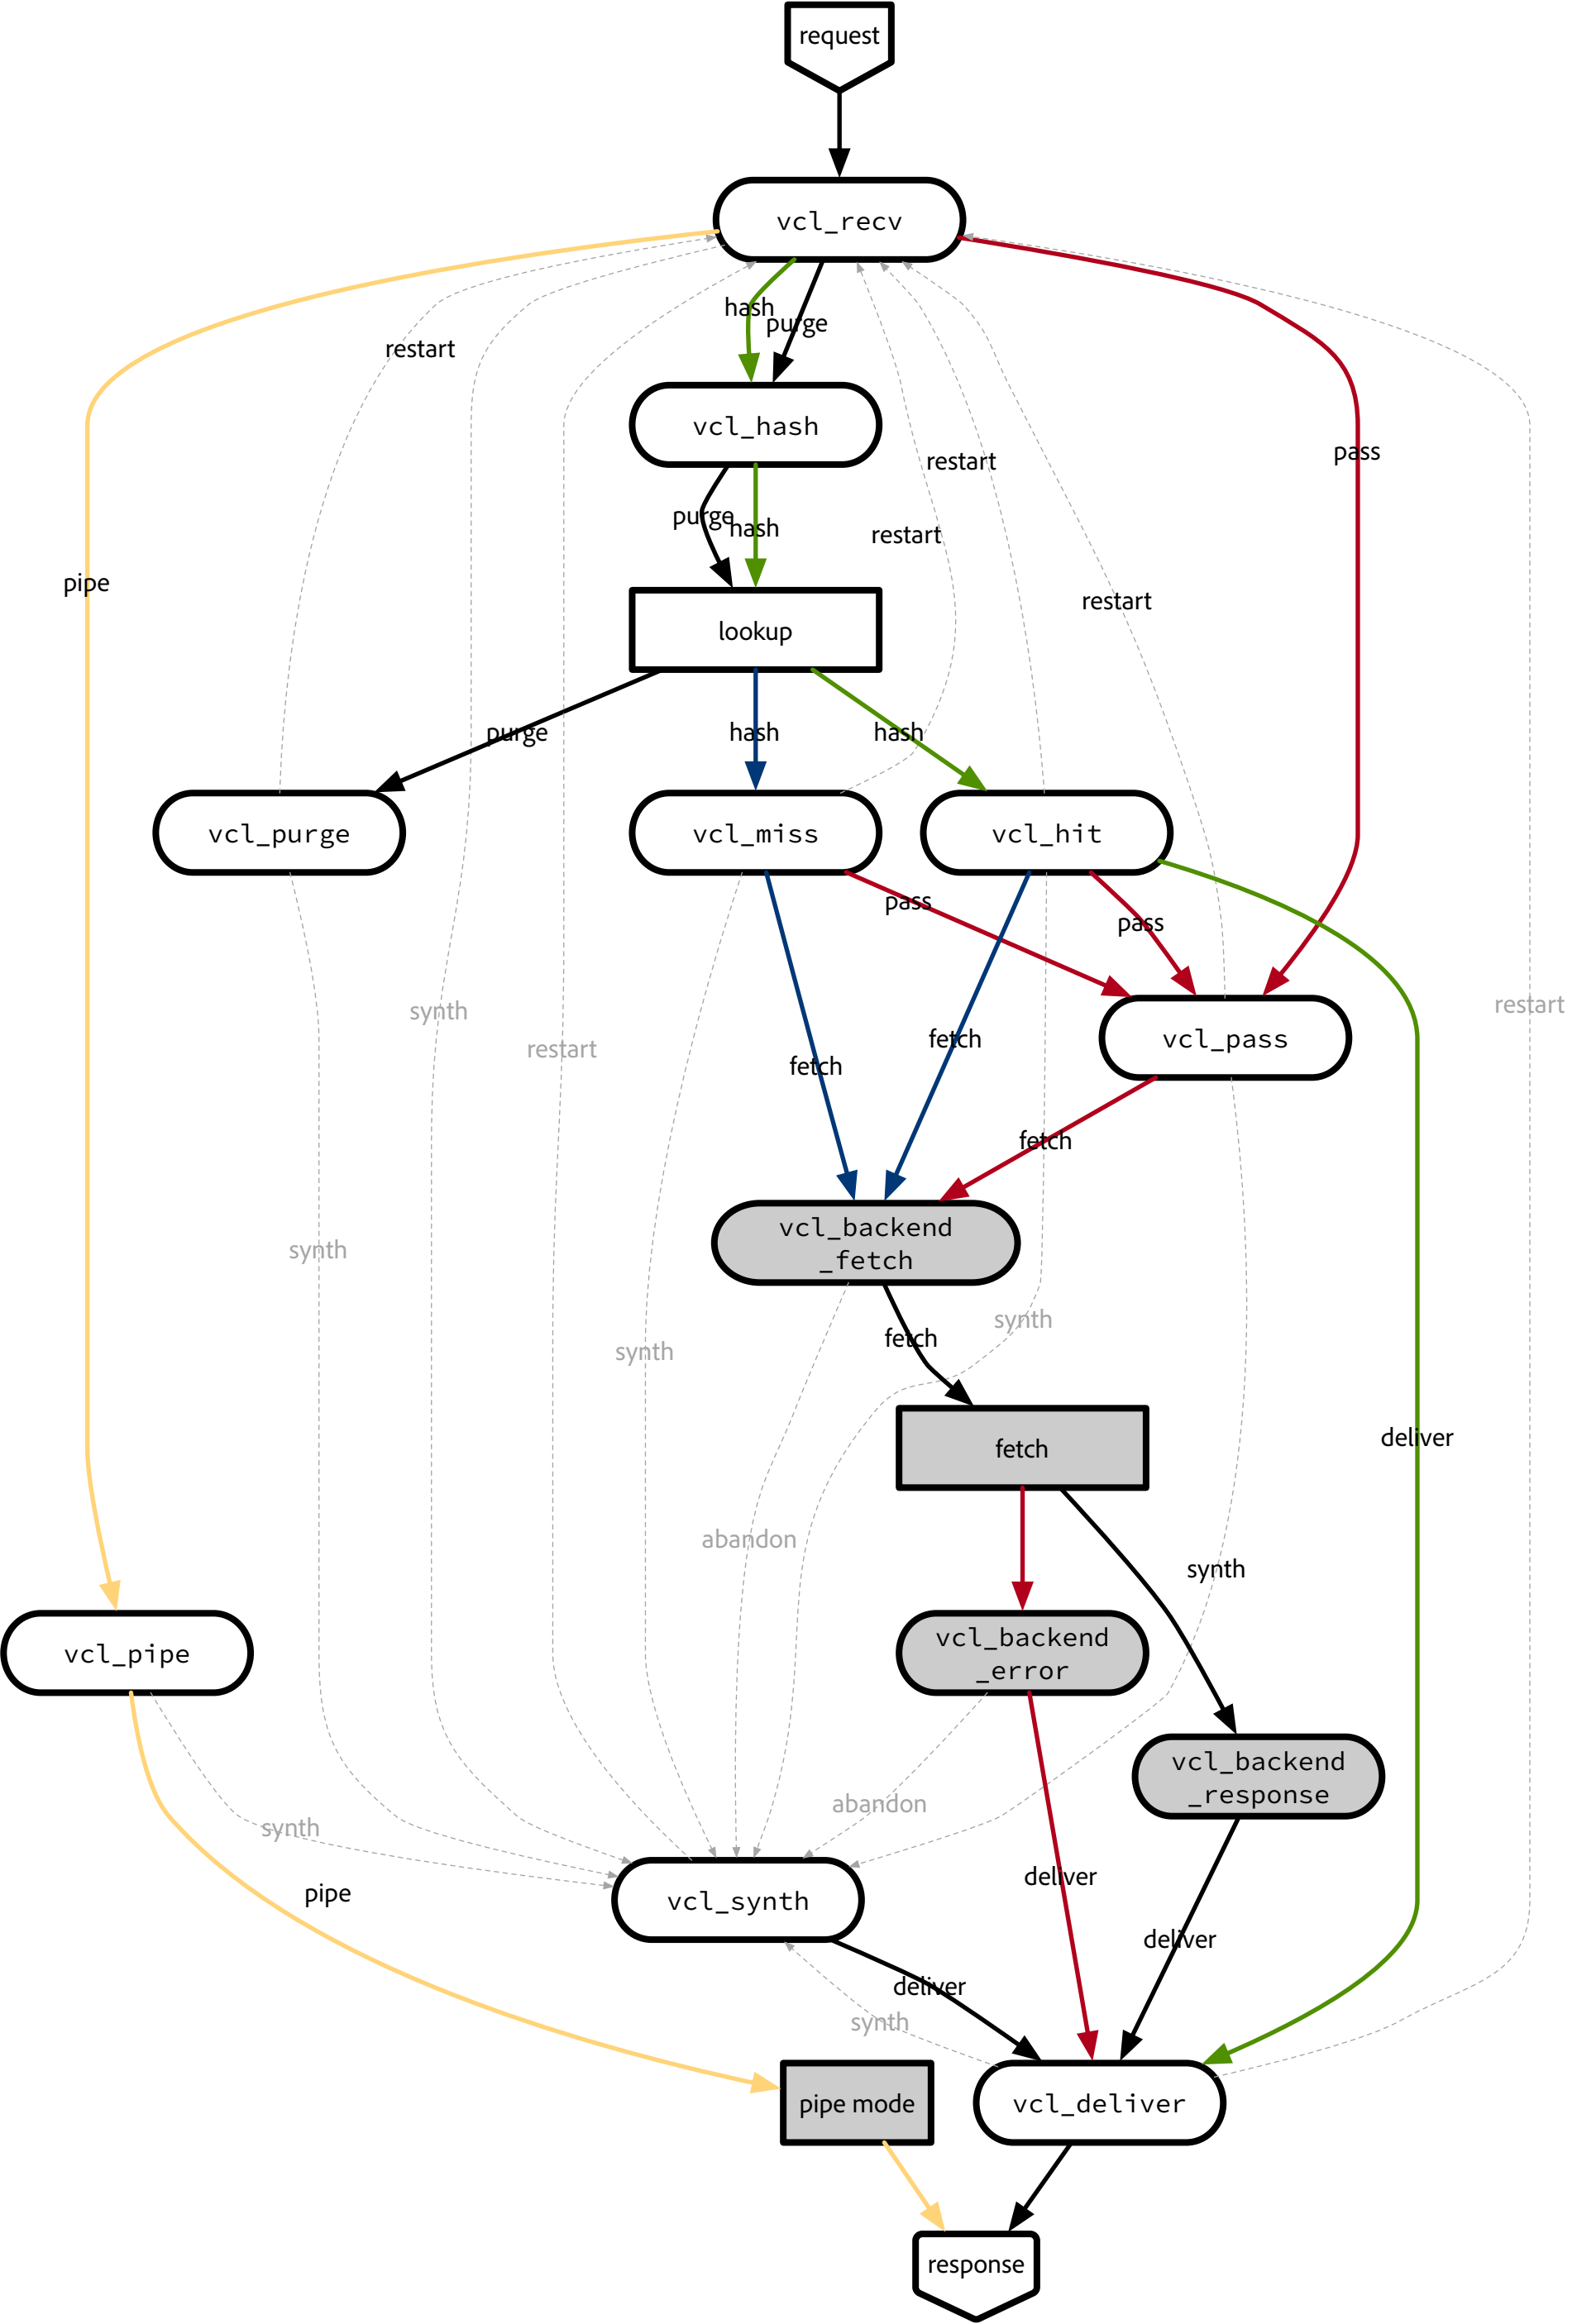 request
vcl_recv
hash
purge
restart
vcl_hash
pass
restart
purge
hash
restart
pipe
restart
lookup
purge
hash
hash
vcl_purge
vcl_miss
vcl_hit
pass
pass
restart
synth
vcl_pass
fetch
restart
fetch
fetch
vcl_backend
_fetch
synth
synth
fetch
synth
deliver
fetch
abandon
synth
vcl_pipe
vcl_backend
_error
vcl_backend
_response
abandon
synth
deliver
pipe
vcl_synth
deliver
deliver
synth
pipe mode
vcl_deliver
response